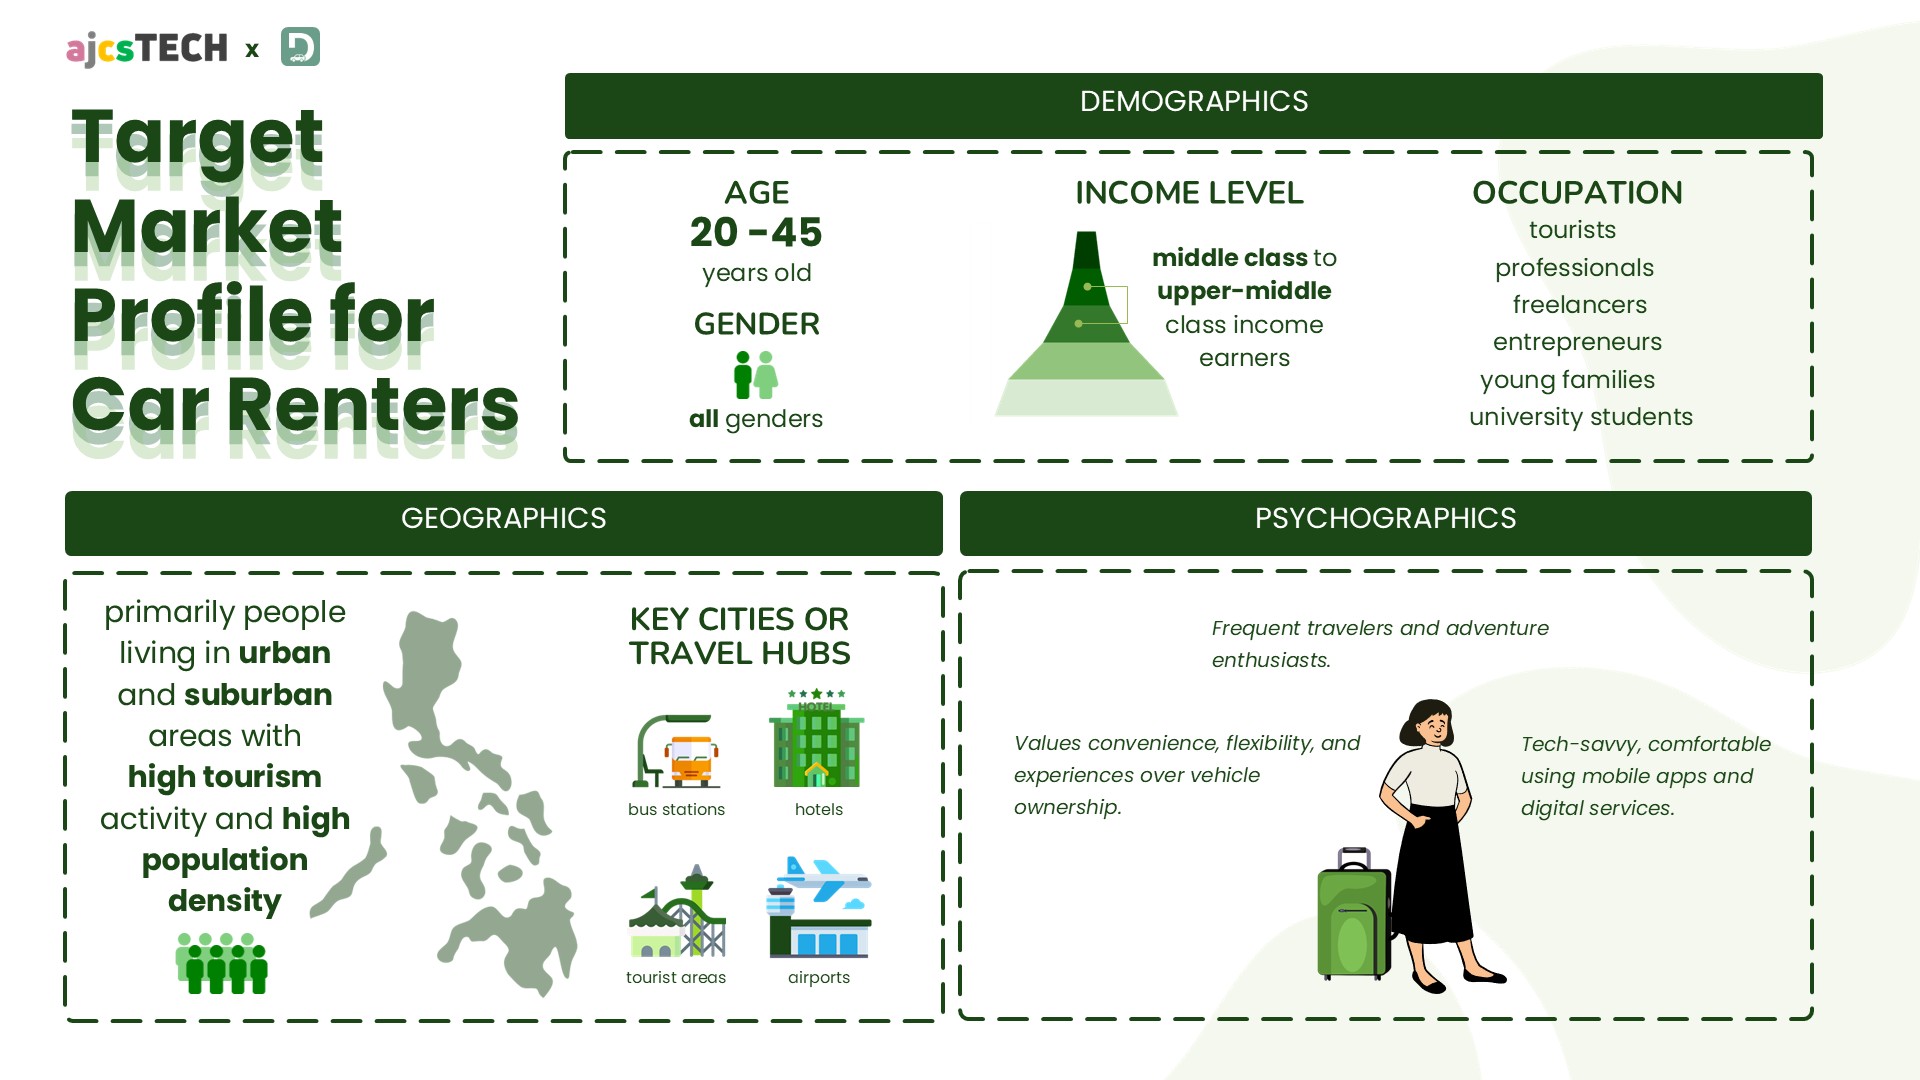 ajcsTECH x D
Target
Market
Profile for
Car Renters
DEMOGRAPHICS
AGE
20 -45
years old
GENDER
all genders
INCOME LEVEL
middle class to
upper-middle
class income
earners
OCCUPATION
tourists
professionals
freelancers
entrepreneurs
young families
university students
GEOGRAPHICS
primarily people
living in urban
and suburban
areas with
high tourism
activity and high
population
density
KEY CITIES OR
TRAVEL HUBS
bus stations
HOTEL
hotels
tourist areas
airports
PSYCHOGRAPHICS
Frequent travelers and adventure
enthusiasts.
Values convenience, flexibility, and
experiences over vehicle
ownership.
Tech-savvy, comfortable
using mobile apps and
digital services.